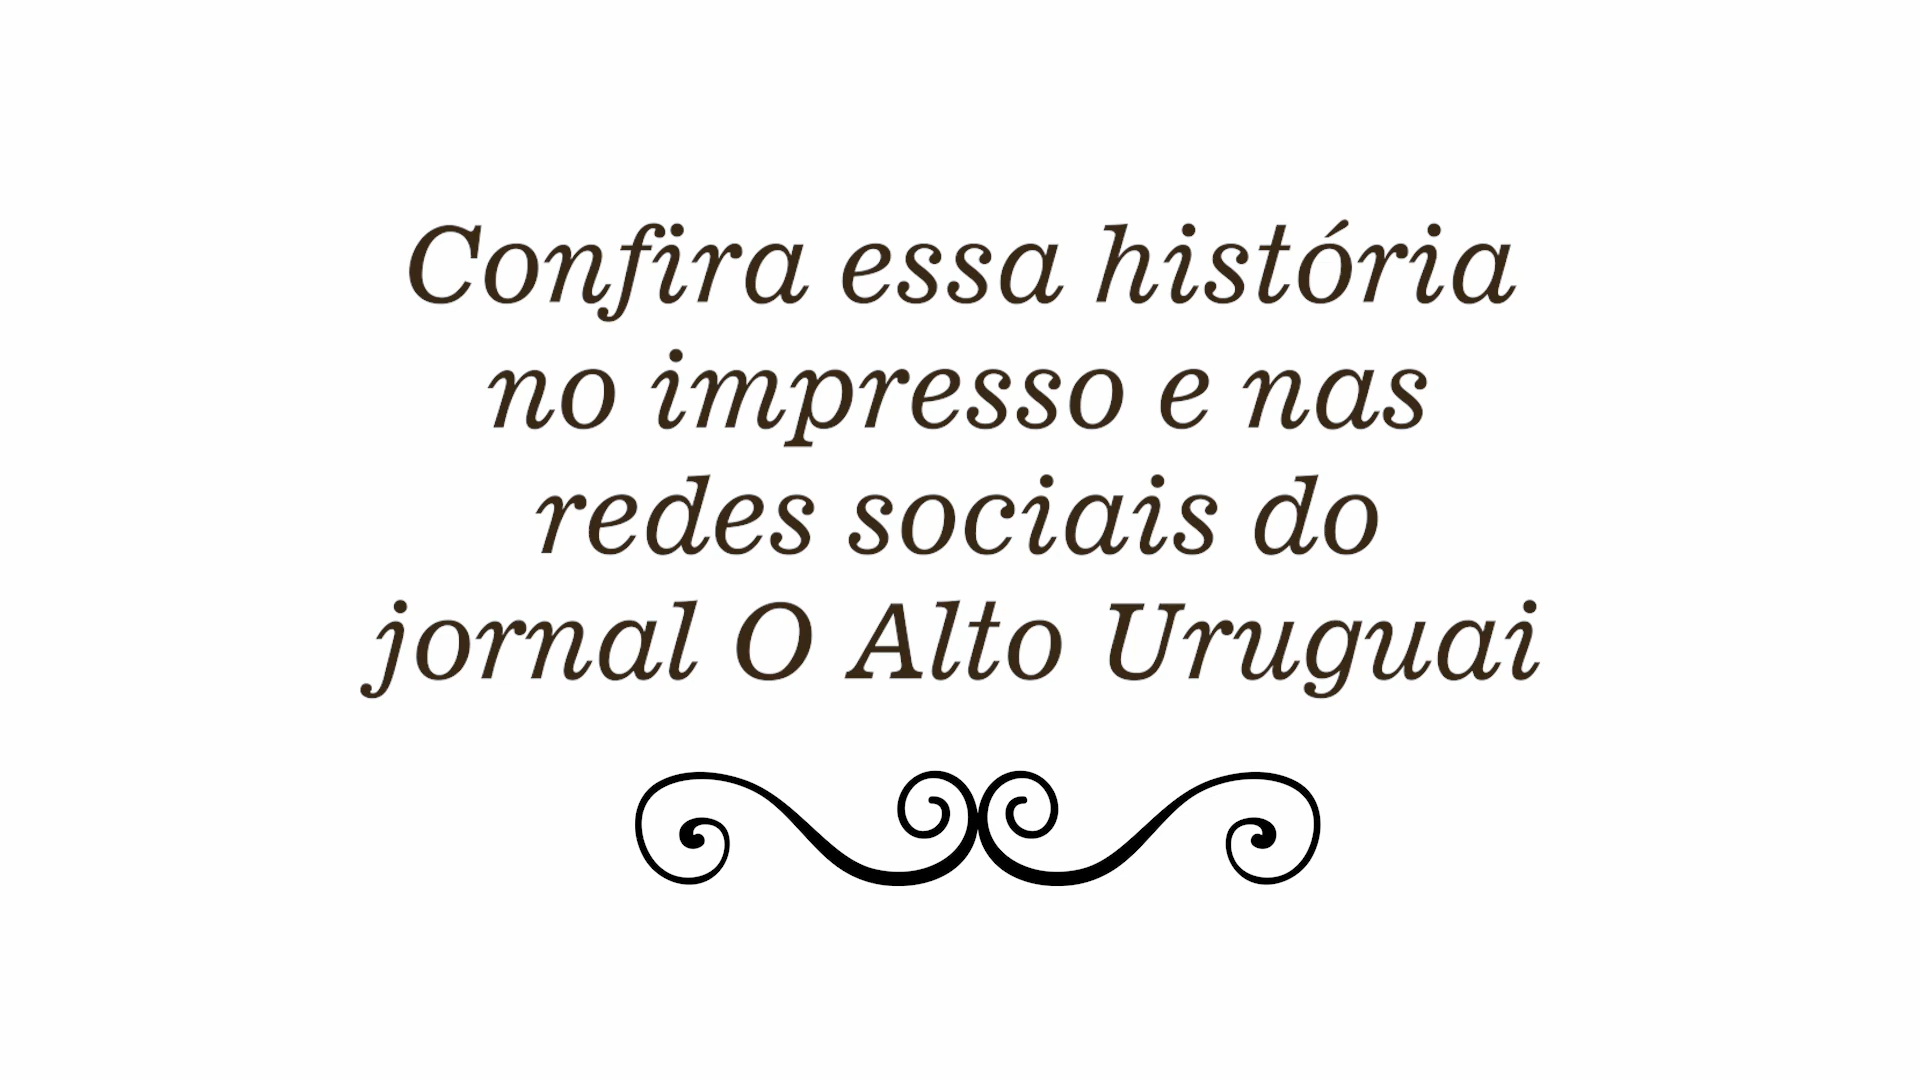 Confira essa história
no impresso e nas
redes sociais do
jornal O Alto Uruguai